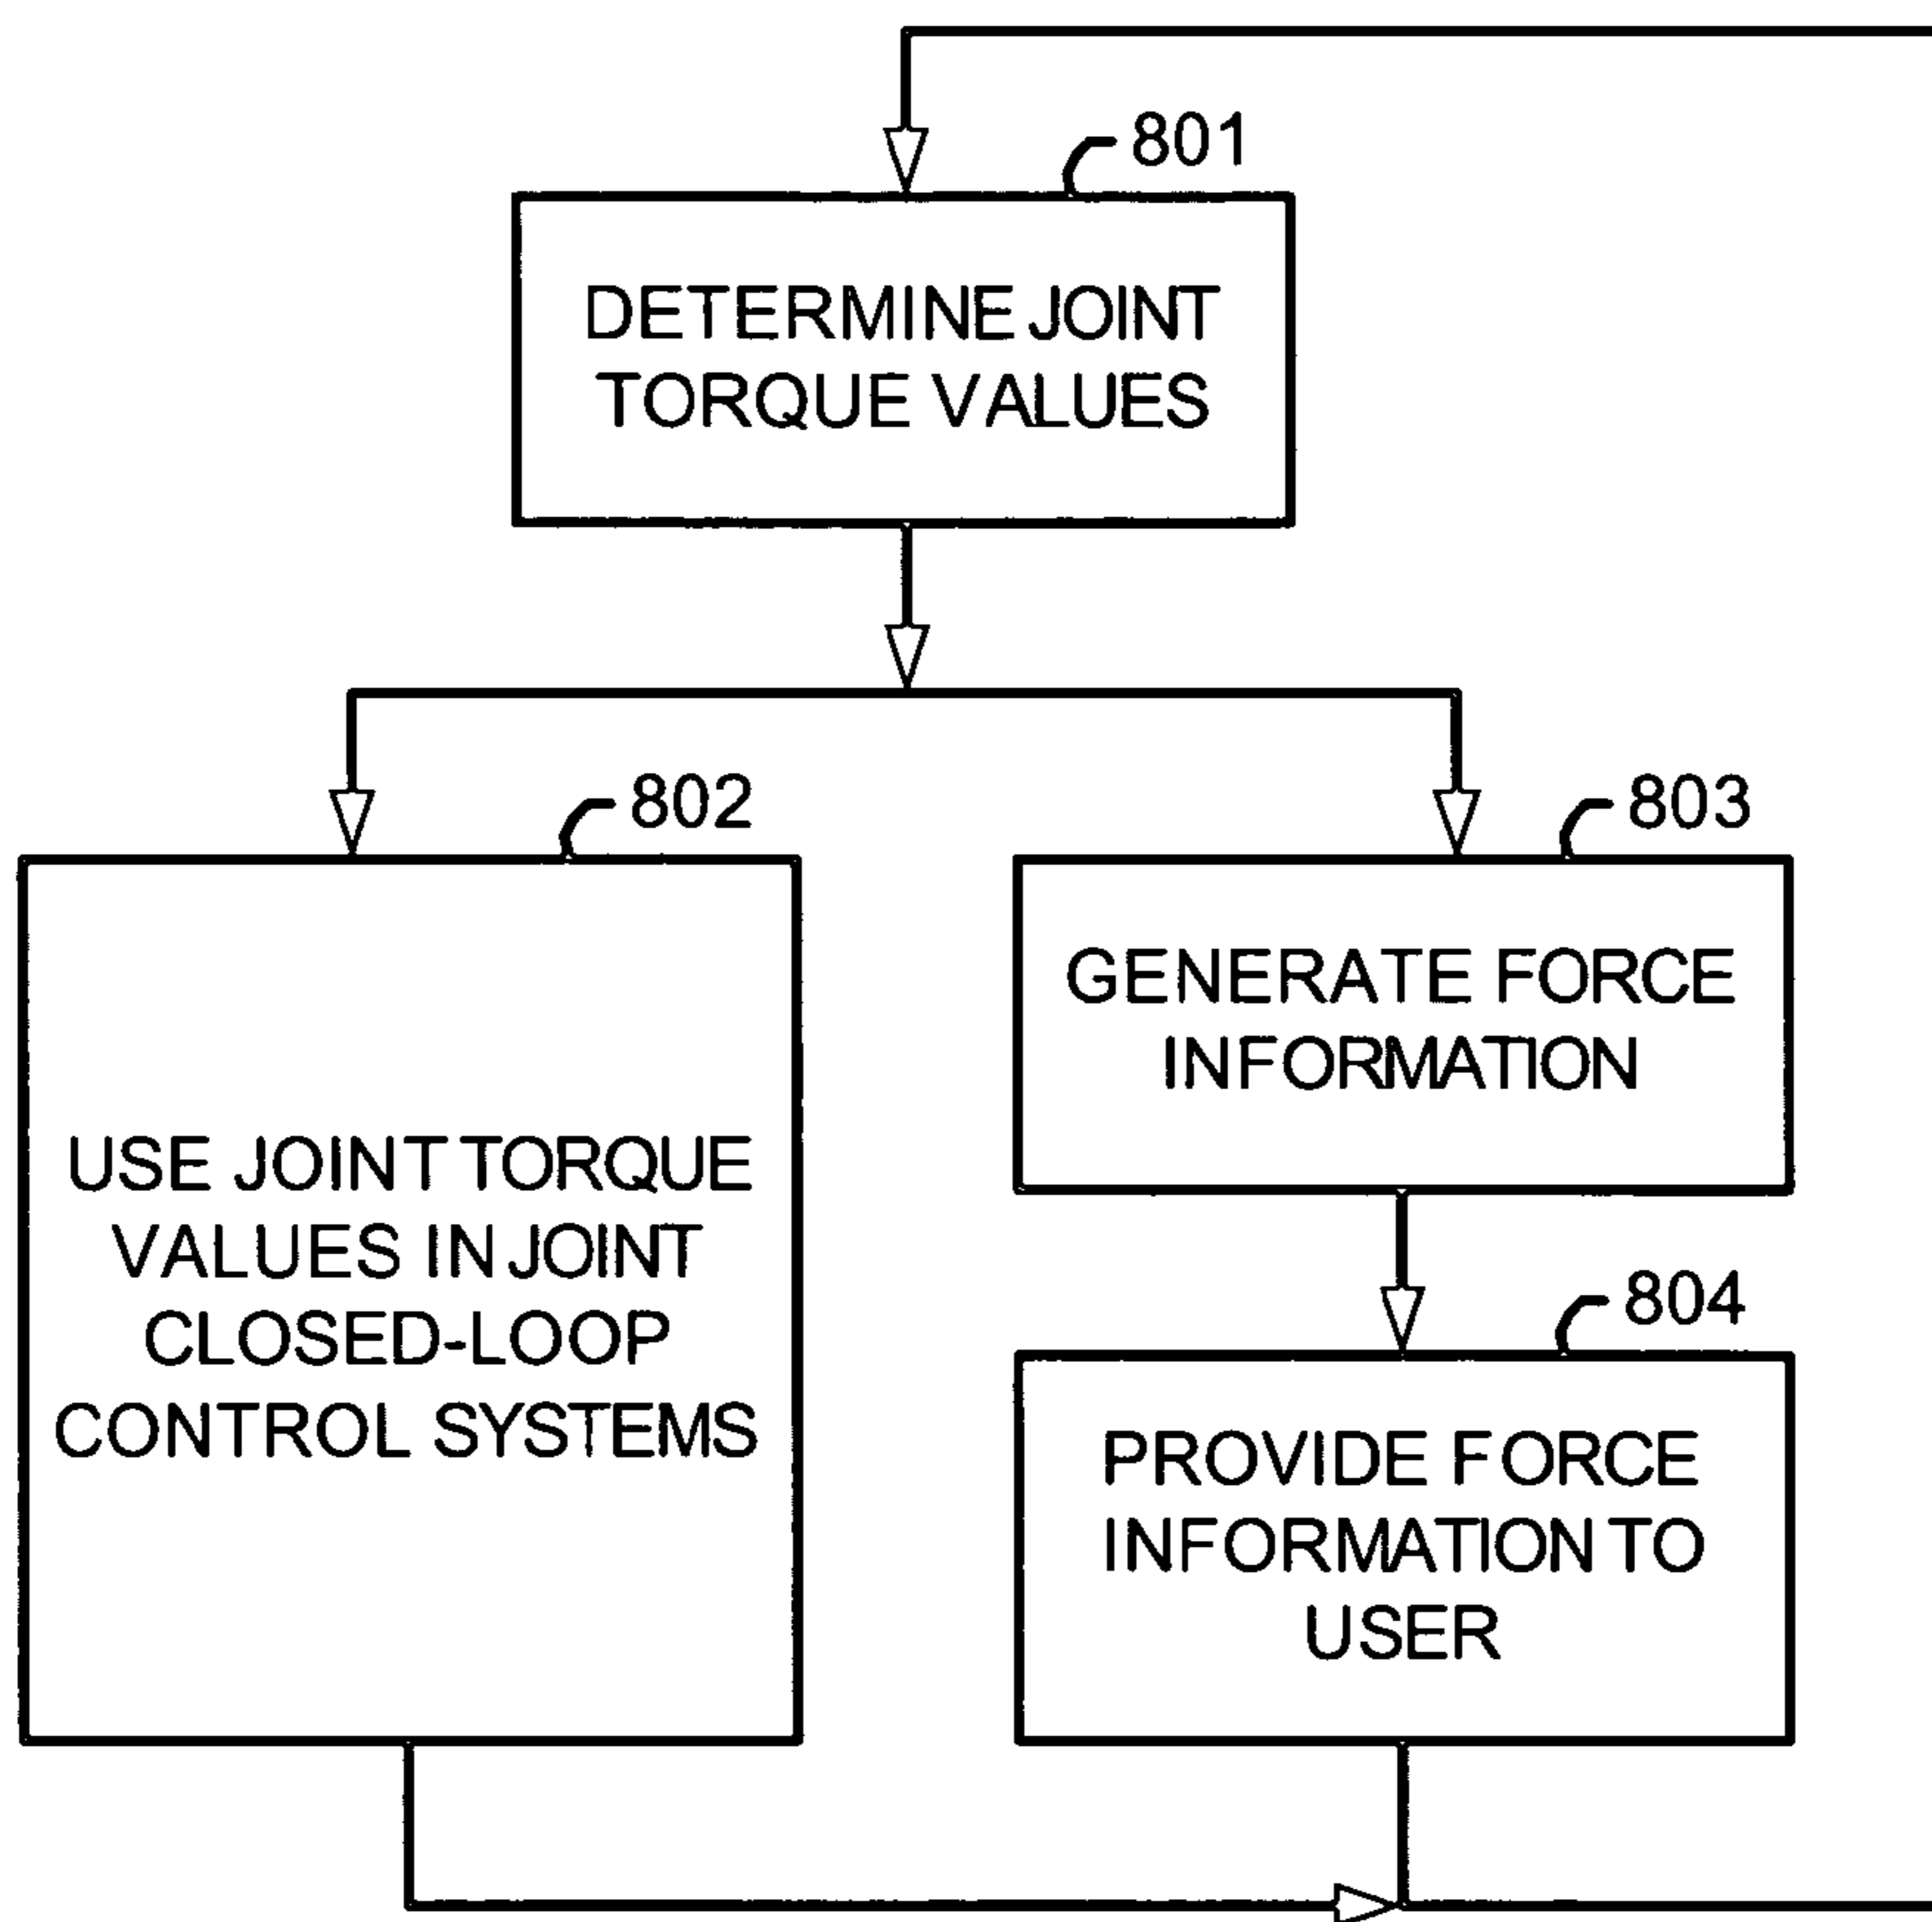 801
DETERMINE JOINT
TORQUE VALUES
802
USE JOINT TORQUE
VALUES IN JOINT
CLOSED-LOOP
CONTROL SYSTEMS
803
GENERATE FORCE
INFORMATION
804
PROVIDE FORCE
INFORMATION TO
USER